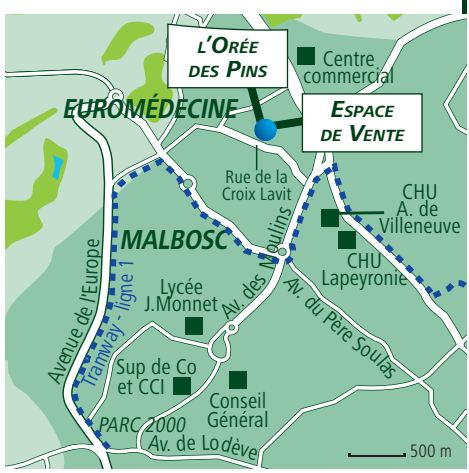 L'ORÉE
DES PINS
Centre
commercial
EUROMÉDECINE
ESPACE
DE VENTE
Rue de la
Croix Lavit
CHU
A. de
Villeneuve
MALBOSC
CHU
Lapeyronie
Av. des Moulins
Avenue de l'Europe
Tramway - ligne 1
Lycée
J.Monnet
Av. du Père Soulas
Sup de Co
et CCI
Conseil
Général
PARC 2000
Av. de Lodève
500 m